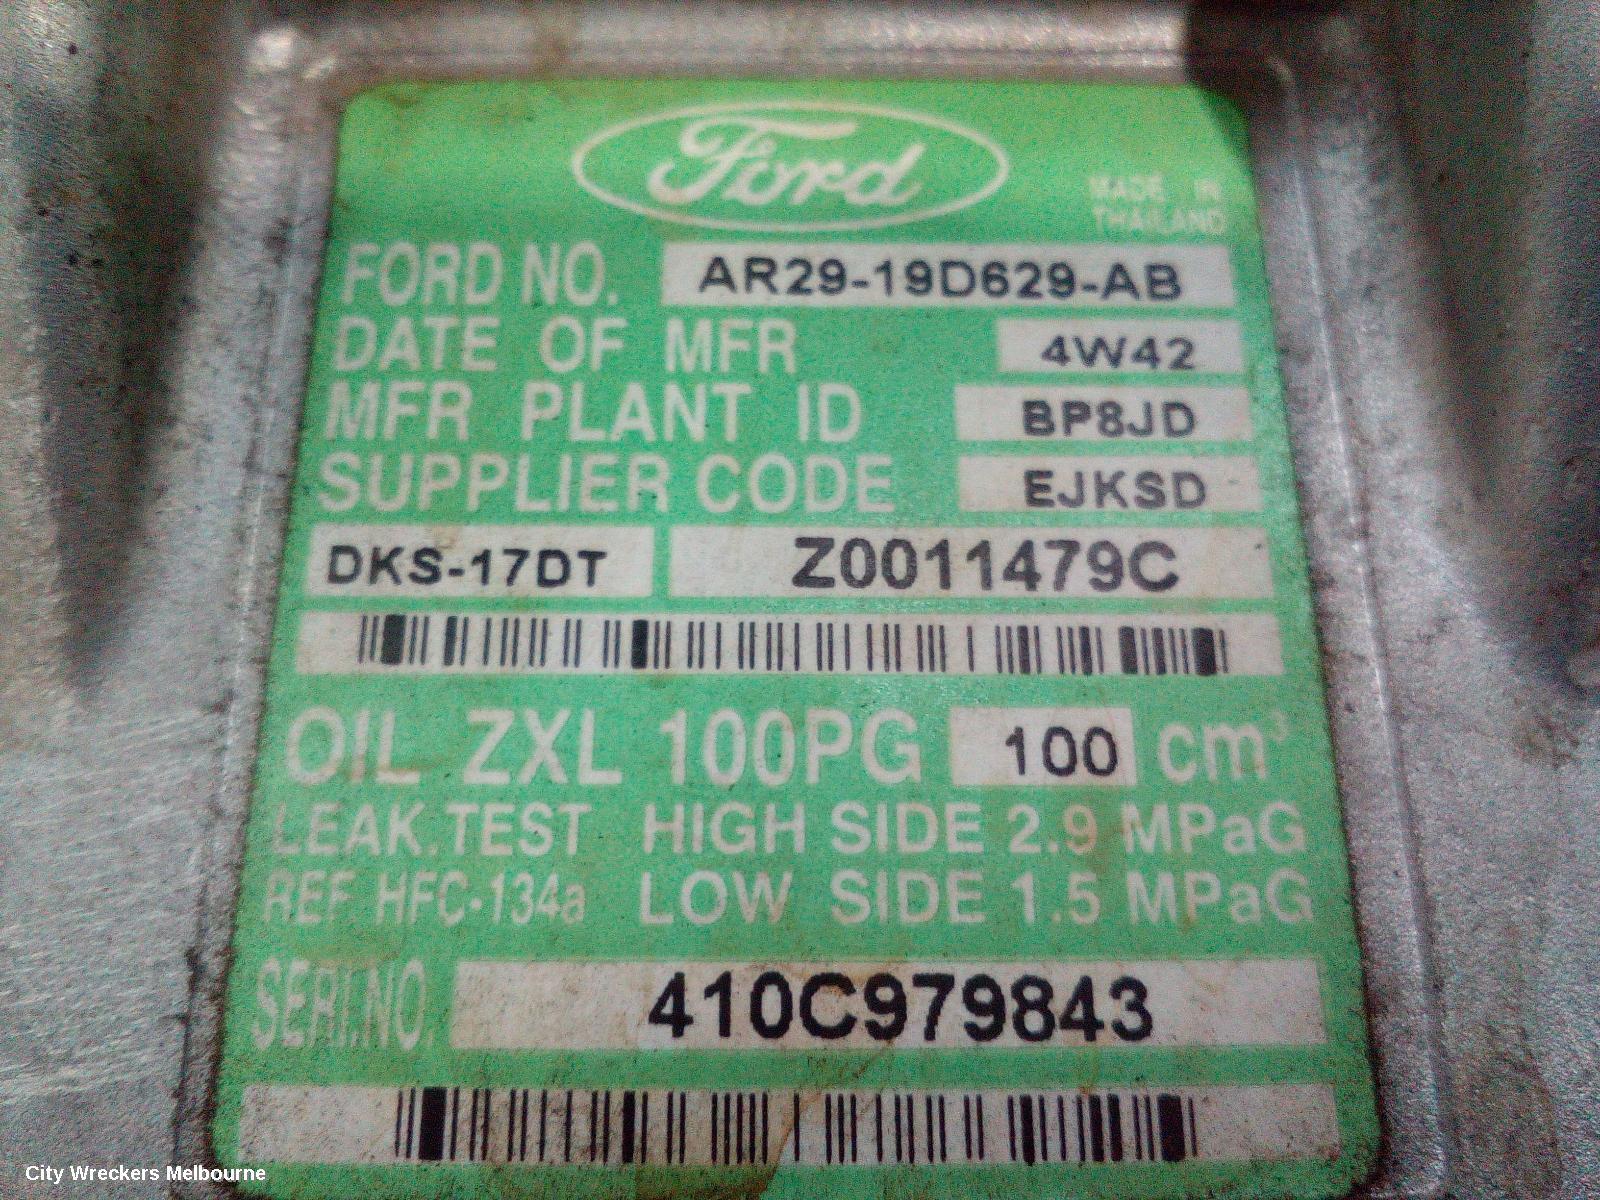 Ford
MADE IN
THAILAND
FORD NO. AR29-19D629-AB
DATE OF MFR 4W42
MFR PLANT ID BP8JD
SUPPLIER CODE EJKSD
DKS-17DT Z0011479C
OIL ZXL 100PG 100 cm³
LEAK.TEST HIGH SIDE 2.9 MPaG
REF HFC-134a LOW SIDE 1.5 MPaG
SERI.NO. 410C979843
City Wreckers Melbourne